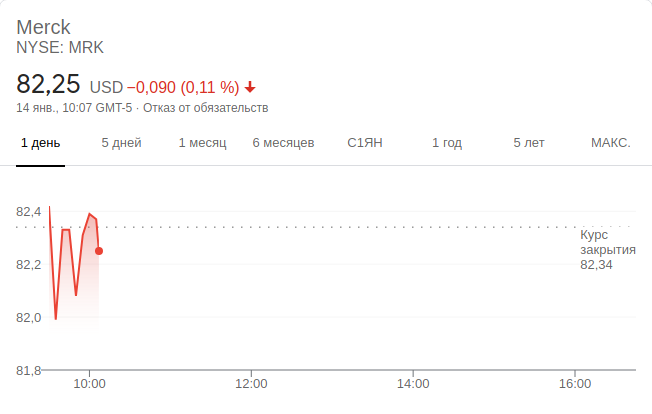 Merck
NYSE: MRK
82,25 USD −0,090 (0,11 %)
14 янв., 10:07 GMT-5 · Отказ от обязательств
1 день 5 дней 1 месяц 6 месяцев С1ЯН 1 год 5 лет МАКС.
82,4
Курс
закрытия
82,2 82,34
82,0
81,8
10:00 12:00 14:00 16:00